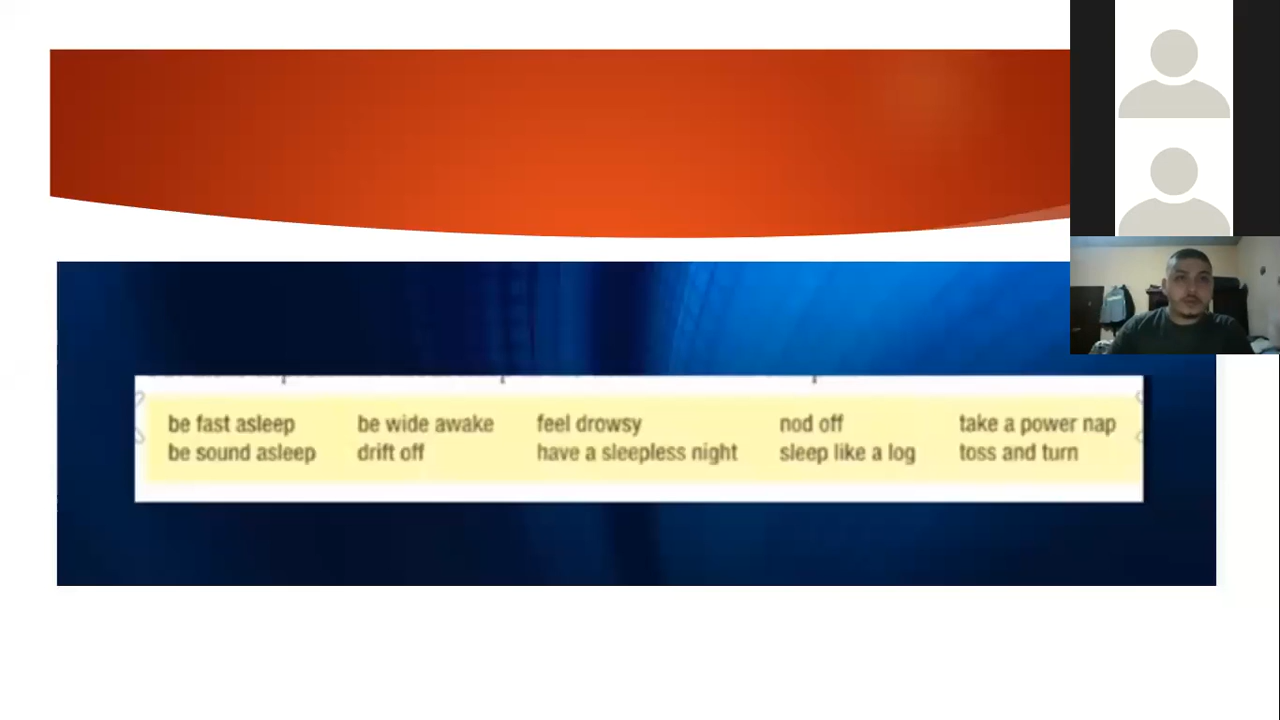 be fast asleep be wide awake feel drowsy nod off take a power nap
be sound asleep drift off have a sleepless night sleep like a log toss and turn